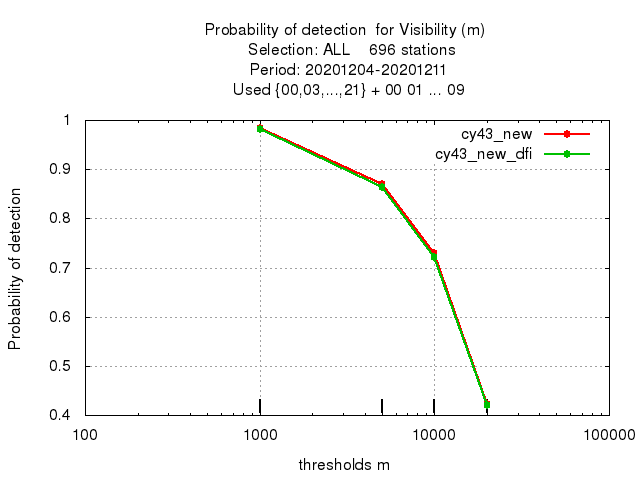 Probability of detection  for Visibility (m)
Selection: ALL    696 stations
Period: 20201204-20201211
Used {00,03,...,21} + 00 01 ... 09
1
0.9
0.8
0.7
0.6
0.5
0.4
Probability of detection
cy43_new
cy43_new_dfi
100
1000
10000
100000
thresholds m